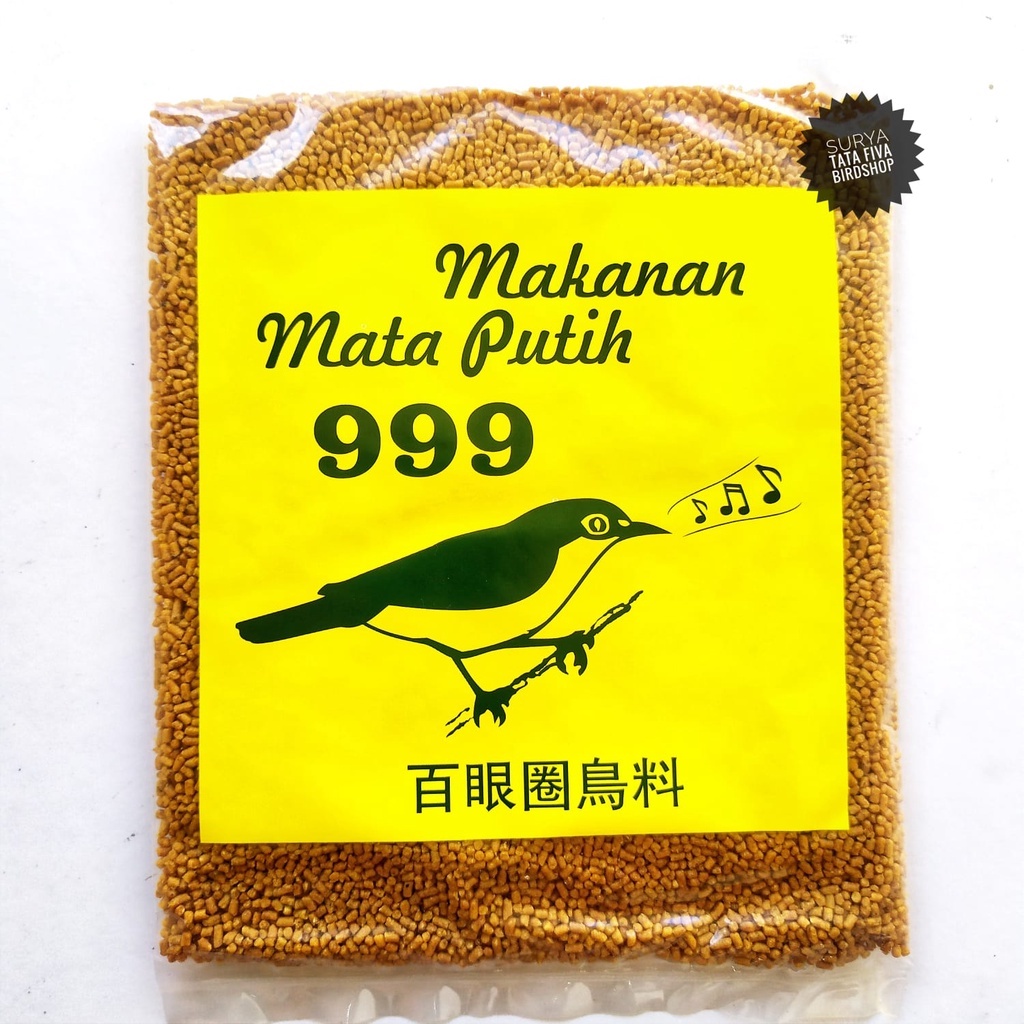 SURYA
TATA FIVA
BIRDSHOP
Makanan
Mata Putih
999
百眼圈鳥料